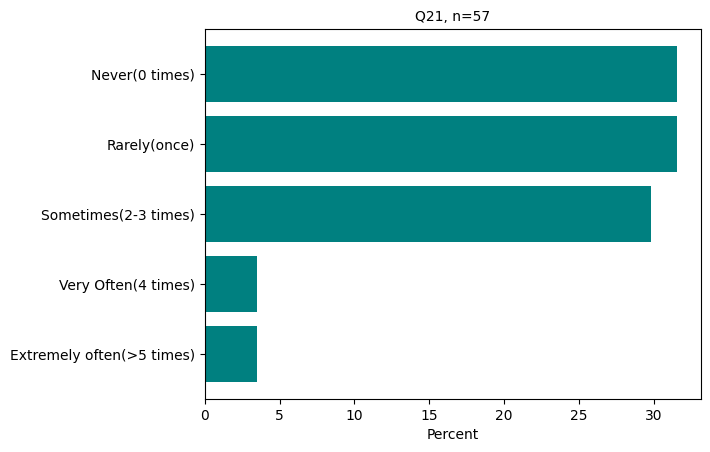 Q21, n=57
Never(0 times)
Rarely(once)
Sometimes(2-3 times)
Very Often(4 times)
Extremely often(>5 times)
0 5 10 15 20 25 30
Percent